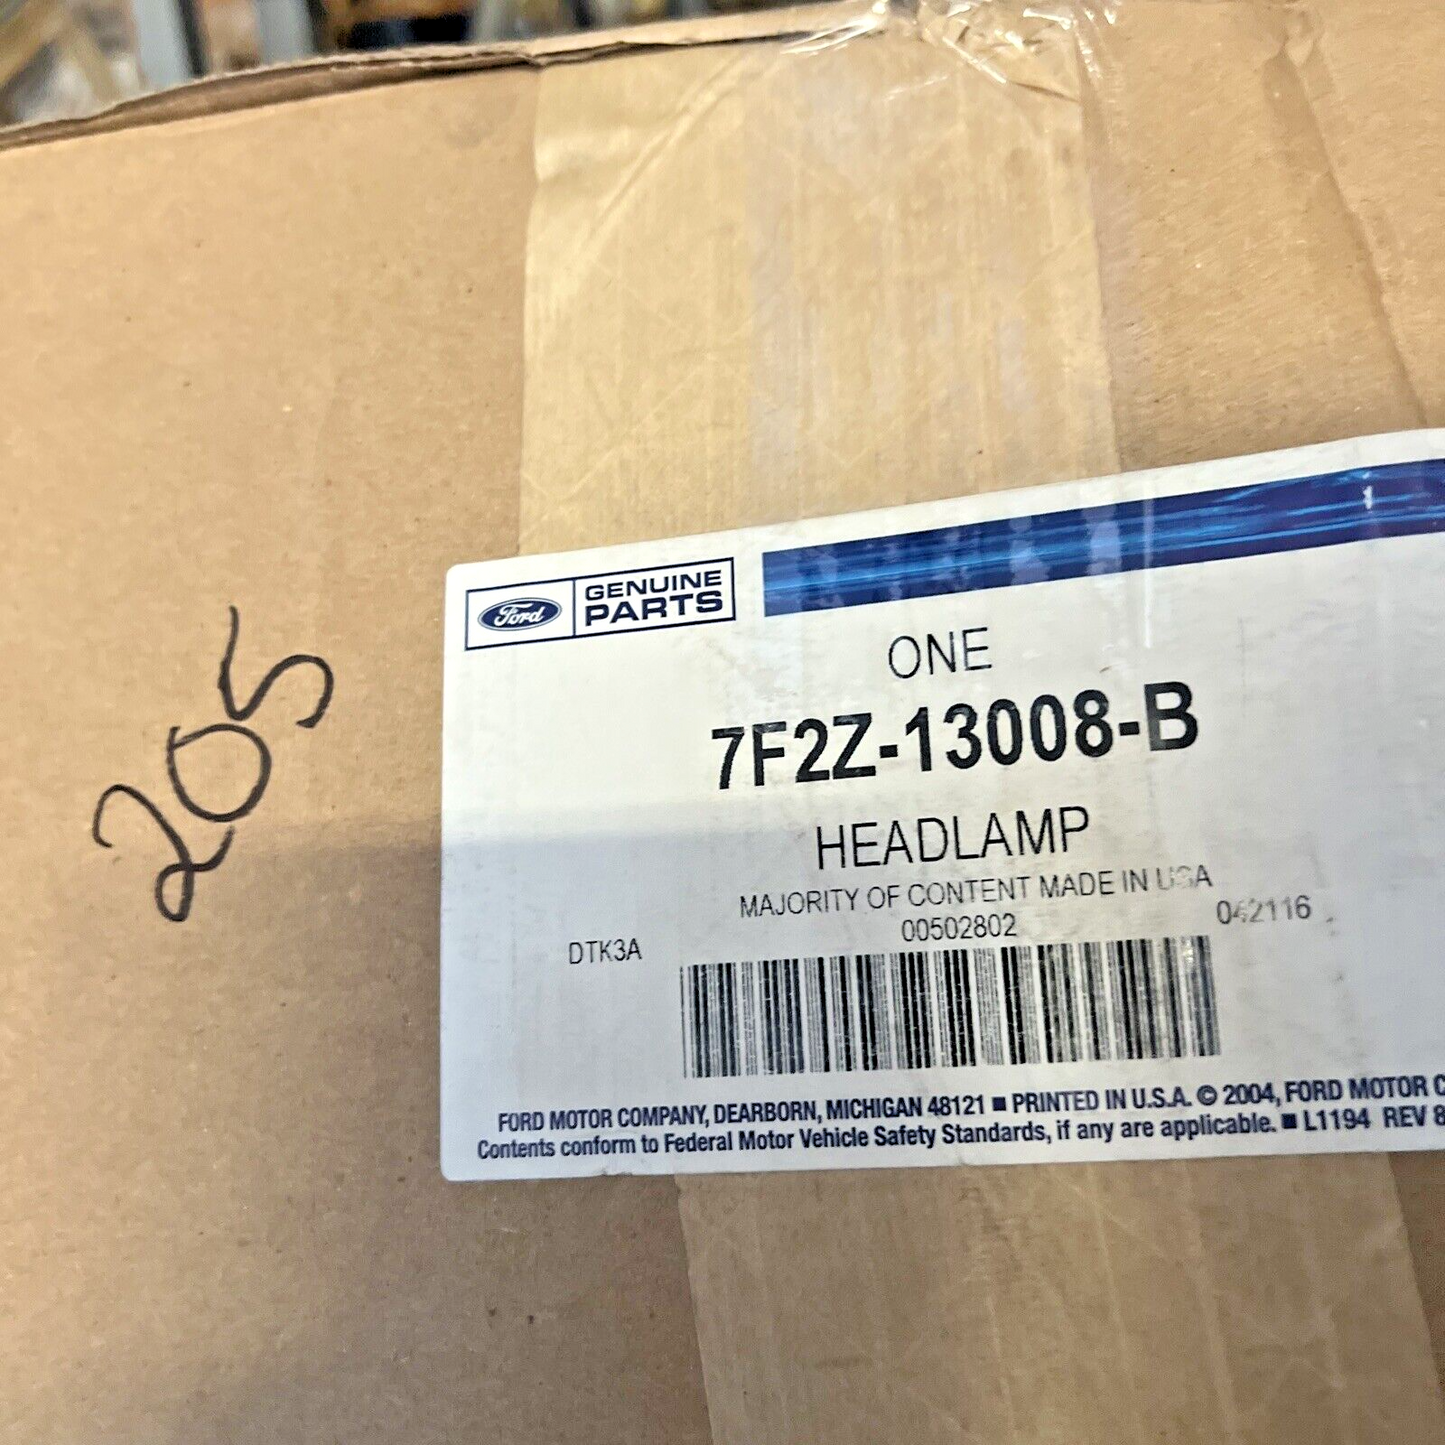 205
Ford GENUINE
PARTS
ONE
7F2Z-13008-B
HEADLAMP
MAJORITY OF CONTENT MADE IN USA
00502802
DTK3A
042116
FORD MOTOR COMPANY, DEARBORN, MICHIGAN 48121 ■ PRINTED IN U.S.A. © 2004, FORD MOTOR
Contents conform to Federal Motor Vehicle Safety Standards, if any are applicable. ■ L1194 REV 8